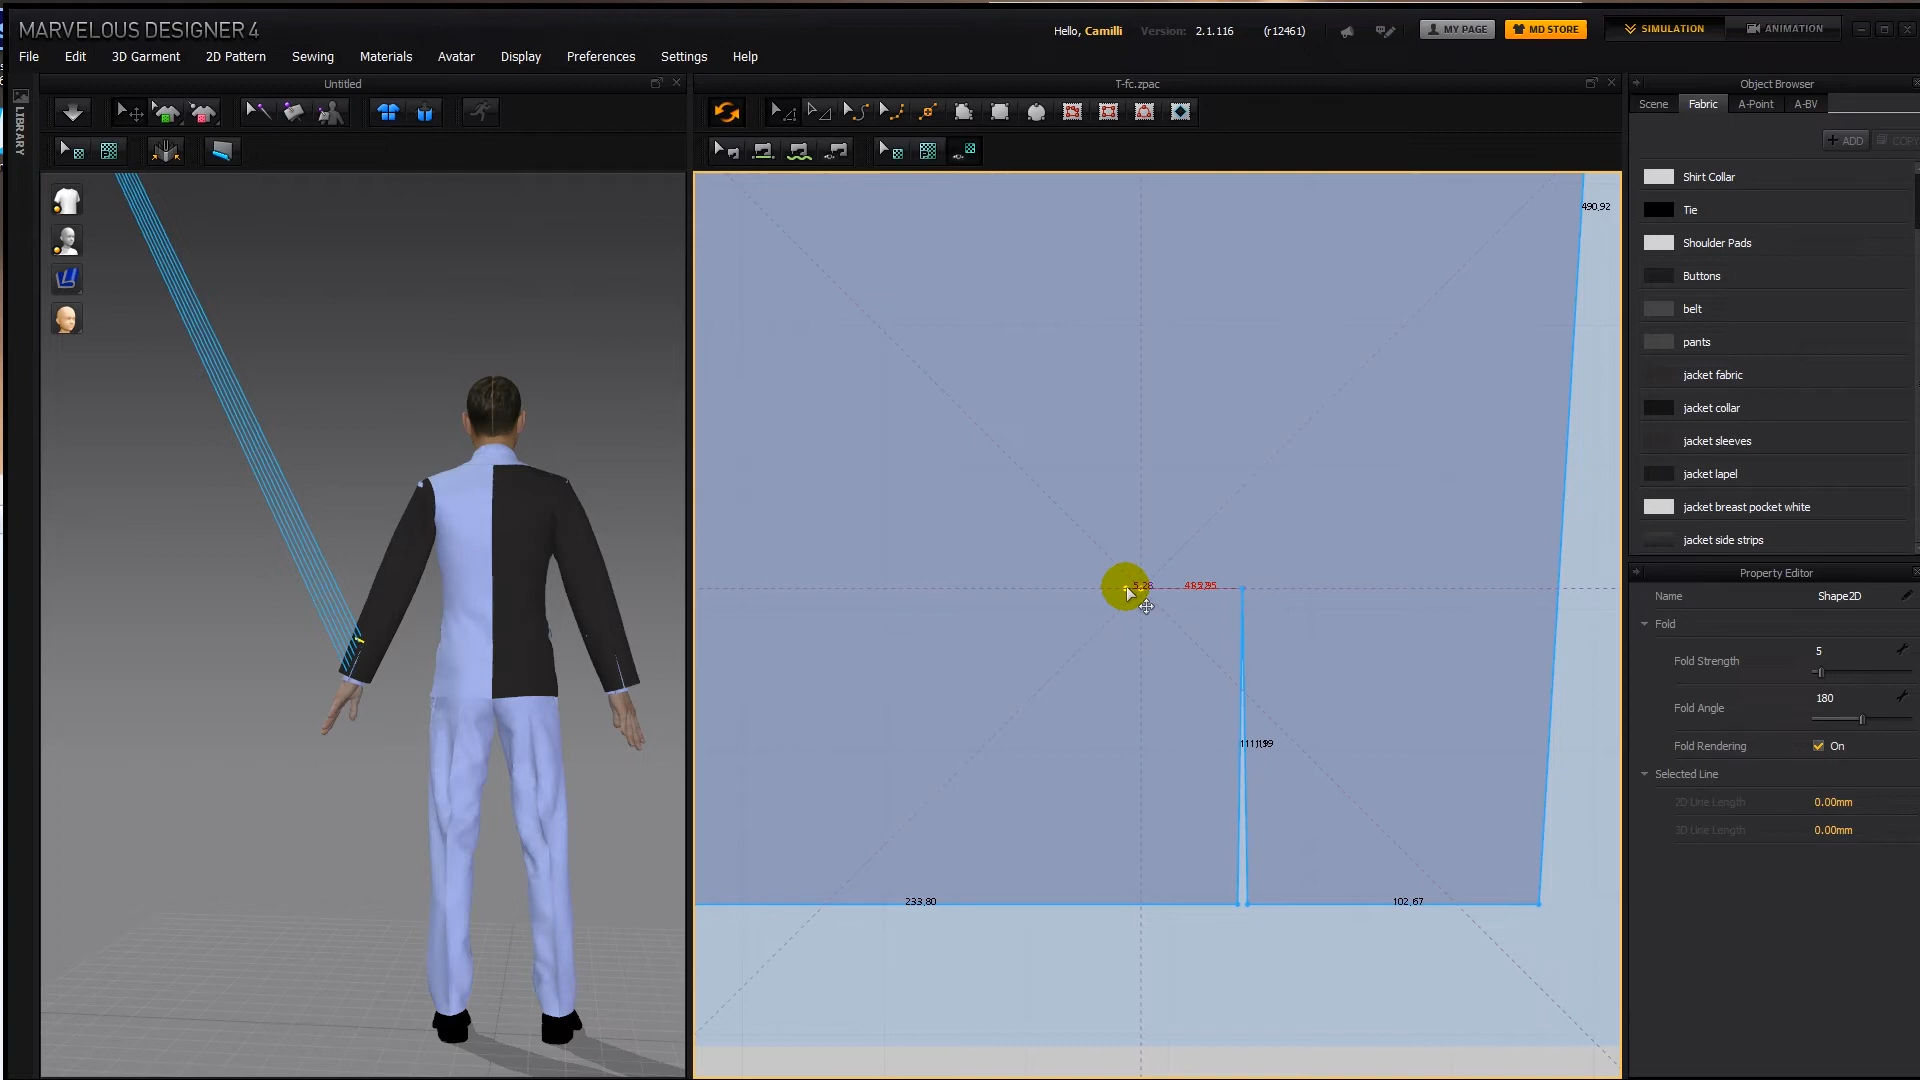 MARVELOUS DESIGNER 4
Hello, Camilli
Version: 2.1.116 (r12461)
MY PAGE
MD STORE
SIMULATION
ANIMATION
File Edit 3D Garment 2D Pattern Sewing Materials Avatar Display Preferences Settings Help
LIBRARY
Untitled
T-fc.zpac
Object Browser
Scene Fabric A-Point A-BV
+ ADD COPY
Shirt Collar
Tie
Shoulder Pads
Buttons
belt
pants
jacket fabric
jacket collar
jacket sleeves
jacket lapel
jacket breast pocket white
jacket side strips
490,92
5,28
233,80
102,67
Property Editor
Name Shape2D
Fold
Fold Strength 5
Fold Angle 180
Fold Rendering On
Selected Line
2D Line Length 0.00mm
3D Line Length 0.00mm